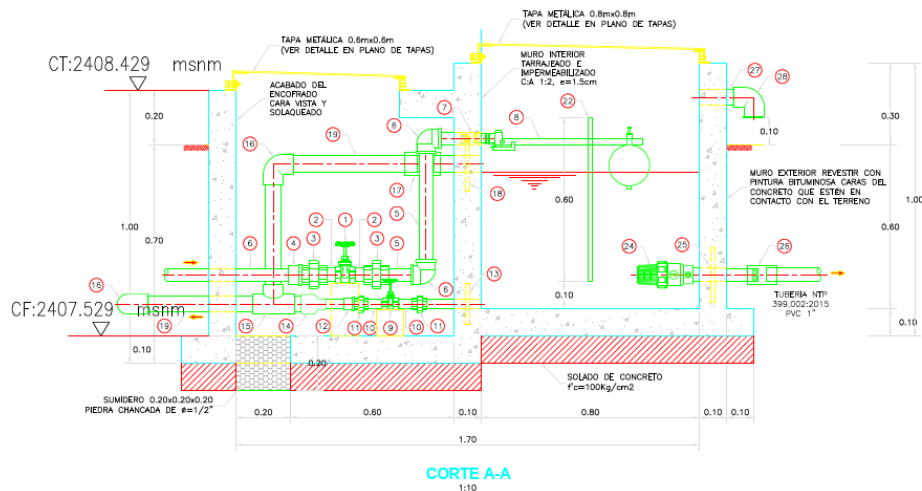 TAPA METÁLICA 0.8mx0.8m
(VER DETALLE EN PLANO DE TAPAS)
TAPA METÁLICA 0.6mx0.6m
(VER DETALLE EN PLANO DE TAPAS)
CT:2408.429 msnm
MURO INTERIOR
TARRAJEADO E
IMPERMEABILIZADO
C:A 1:2, e=1.5cm
ACABADO DEL
ENCOFRADO
CARA VISTA Y
SOLAQUEADO
27
28
22
0.20
7
8
6
0.10
0.30
16
19
17
18
MURO EXTERIOR REVESTIR CON
PINTURA BITUMINOSA CARAS DEL
CONCRETO QUE ESTÉN EN
CONTACTO CON EL TERRENO
1.00
0.60
1.00
0.70
5
2
1
2
6
4
3
3
5
24
25
26
0.60
16
6
13
0.10
CF:2407.529 msnm
TUBERÍA NTP
399.002:2015
PVC 1"
19
15
14
12
11
10
9
10
11
0.10
0.10
0.20
SOLADO DE CONCRETO
f'c=100Kg/cm2
SUMIDERO 0.20x0.20x0.20
PIEDRA CHANCADA DE ø=1/2"
0.20
0.60
0.10
0.80
0.10
0.10
1.70
CORTE A-A
1:10